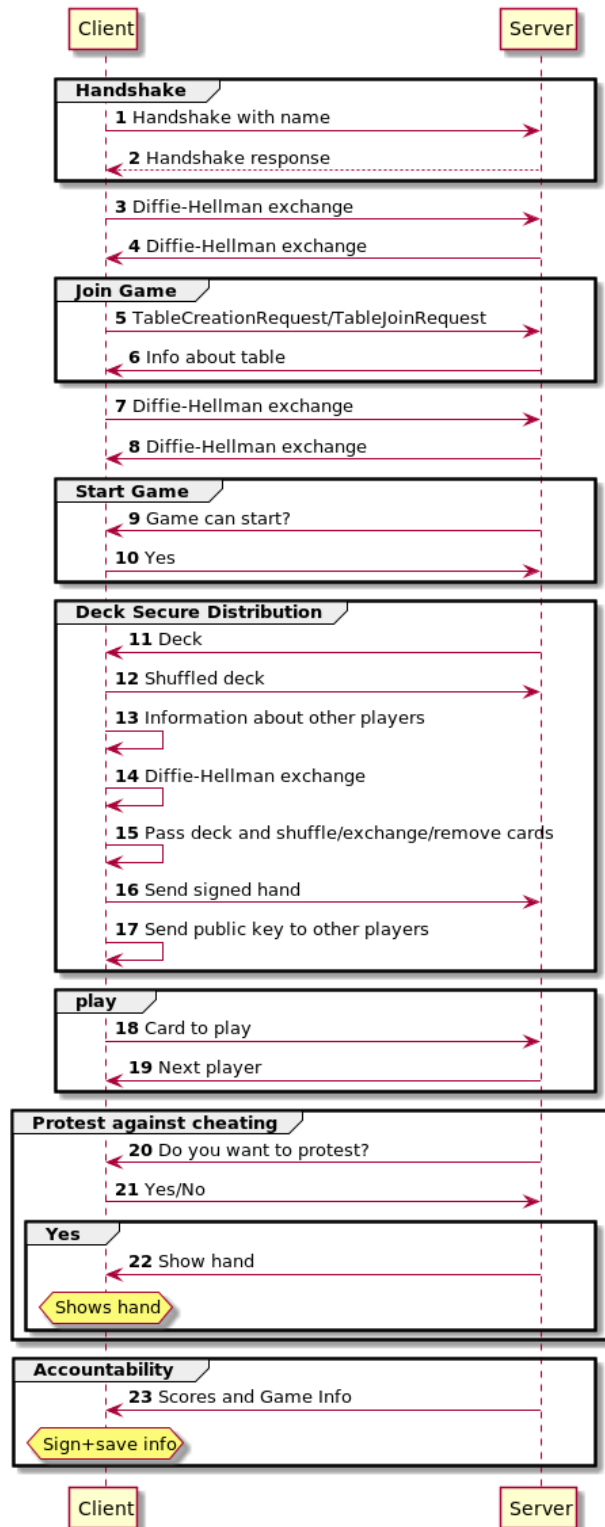 Client Server
Handshake
1 Handshake with name
2 Handshake response
3 Diffie-Hellman exchange
4 Diffie-Hellman exchange
Join Game
5 TableCreationRequest/TableJoinRequest
6 Info about table
7 Diffie-Hellman exchange
8 Diffie-Hellman exchange
Start Game
9 Game can start?
10 Yes
Deck Secure Distribution
11 Deck
12 Shuffled deck
13 Information about other players
14 Diffie-Hellman exchange
15 Pass deck and shuffle/exchange/remove cards
16 Send signed hand
17 Send public key to other players
play
18 Card to play
19 Next player
Protest against cheating
20 Do you want to protest?
21 Yes/No
Yes
22 Show hand
Shows hand
Accountability
23 Scores and Game Info
Sign+save info
Client Server